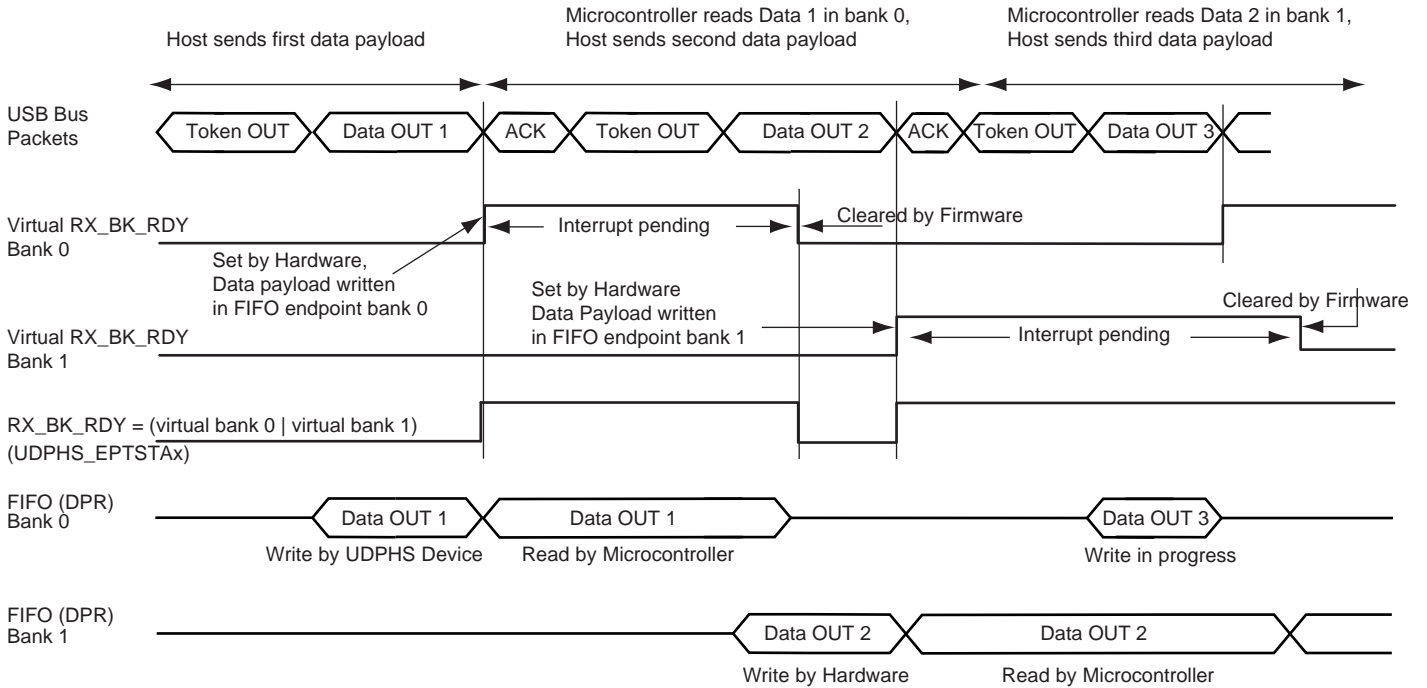 Host sends first data payload
Microcontroller reads Data 1 in bank 0,
Host sends second data payload
Microcontroller reads Data 2 in bank 1,
Host sends third data payload
USB Bus
Packets
Token OUT
Data OUT 1
ACK
Token OUT
Data OUT 2
ACK
Token OUT
Data OUT 3
Virtual RX_BK_RDY
Bank 0
Interrupt pending
Cleared by Firmware
Set by Hardware,
Data payload written
in FIFO endpoint bank 0
Set by Hardware
Data Payload written
in FIFO endpoint bank 1
Cleared by Firmware
Virtual RX_BK_RDY
Bank 1
Interrupt pending
RX_BK_RDY = (virtual bank 0 | virtual bank 1)
(UDPHS_EPTSTAx)
FIFO (DPR)
Bank 0
Data OUT 1
Data OUT 1
Data OUT 3
Write by UDPHS Device
Read by Microcontroller
Write in progress
FIFO (DPR)
Bank 1
Data OUT 2
Data OUT 2
Write by Hardware
Read by Microcontroller